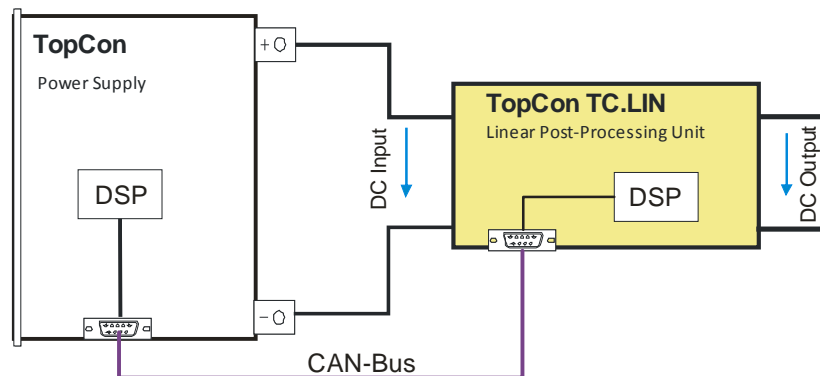 TopCon
Power Supply
DSP
+
-
DC Input
TopCon TC.LIN
Linear Post-Processing Unit
DSP
DC Output
CAN-Bus